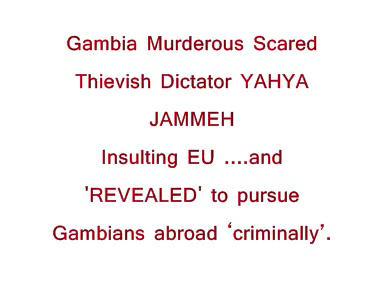 Gambia Murderous Scared
Thievish Dictator YAHYA
JAMMEH
Insulting EU ....and
'REVEALED' to pursue
Gambians abroad ‘criminally’.